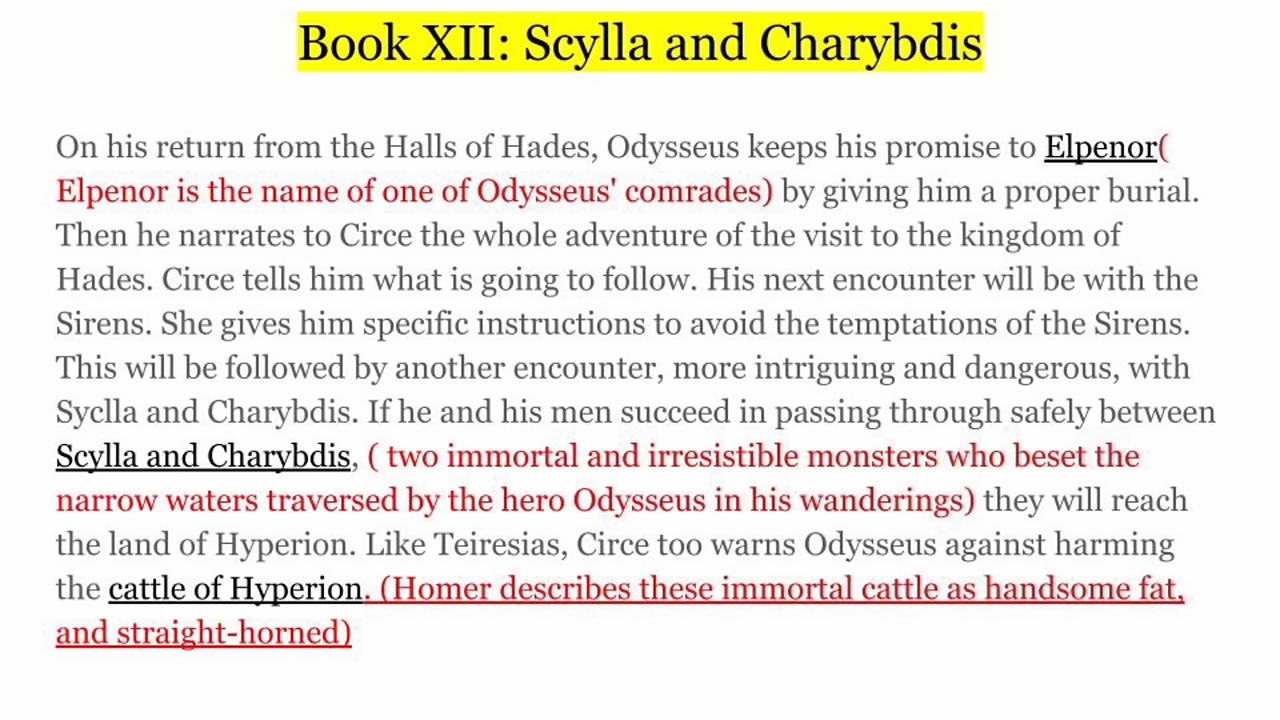 Book XII: Scylla and Charybdis
On his return from the Halls of Hades, Odysseus keeps his promise to Elpenor(
Elpenor is the name of one of Odysseus' comrades) by giving him a proper burial.
Then he narrates to Circe the whole adventure of the visit to the kingdom of
Hades. Circe tells him what is going to follow. His next encounter will be with the
Sirens. She gives him specific instructions to avoid the temptations of the Sirens.
This will be followed by another encounter, more intriguing and dangerous, with
Syclla and Charybdis. If he and his men succeed in passing through safely between
Scylla and Charybdis, ( two immortal and irresistible monsters who beset the
narrow waters traversed by the hero Odysseus in his wanderings) they will reach
the land of Hyperion. Like Teiresias, Circe too warns Odysseus against harming
the cattle of Hyperion. (Homer describes these immortal cattle as handsome fat,
and straight-horned)